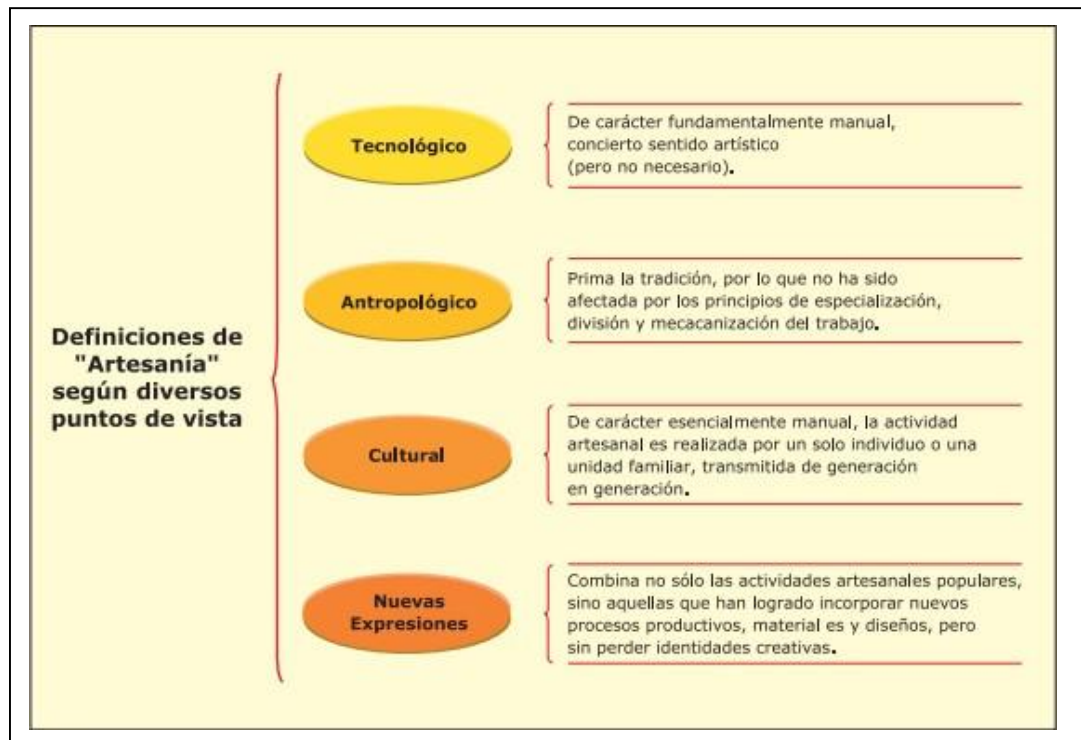 Definiciones de
"Artesanía"
según diversos
puntos de vista
Tecnológico
De carácter fundamentalmente manual,
concierto sentido artístico
(pero no necesario).
Antropológico
Prima la tradición, por lo que no ha sido
afectada por los principios de especialización,
división y mecacanización del trabajo.
Cultural
De carácter esencialmente manual, la actividad
artesanal es realizada por un solo individuo o una
unidad familiar, transmitida de generación
en generación.
Nuevas
Expresiones
Combina no sólo las actividades artesanales populares,
sino aquellas que han logrado incorporar nuevos
procesos productivos, material es y diseños, pero
sin perder identidades creativas.